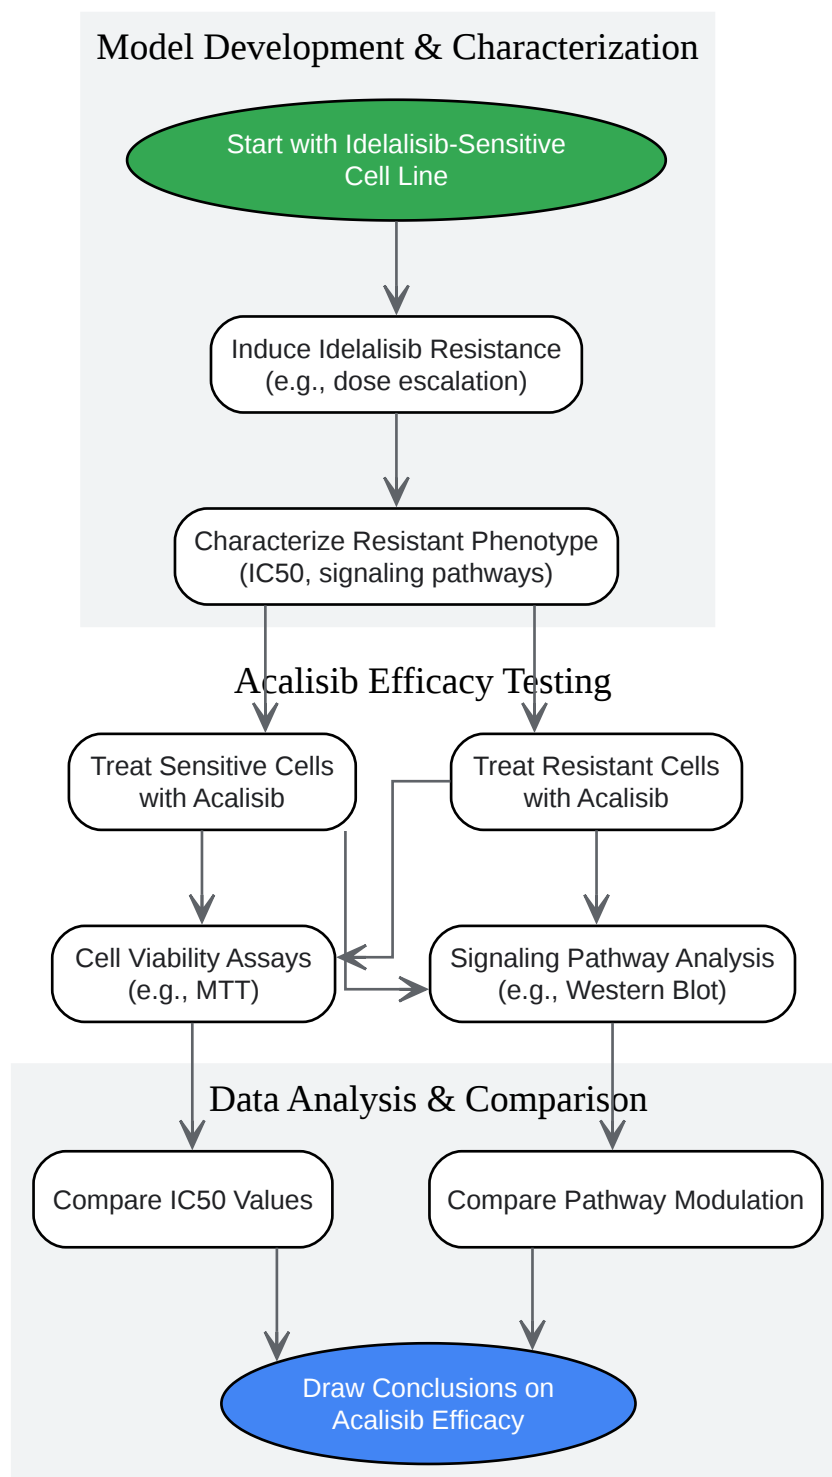 Model Development & Characterization
Start with Idelalisib-Sensitive
Cell Line
Induce Idelalisib Resistance
(e.g., dose escalation)
Characterize Resistant Phenotype
(IC50, signaling pathways)
Acalisib Efficacy Testing
Treat Sensitive Cells
with Acalisib
Treat Resistant Cells
with Acalisib
Cell Viability Assays
(e.g., MTT)
Signaling Pathway Analysis
(e.g., Western Blot)
Data Analysis & Comparison
Compare IC50 Values
Compare Pathway Modulation
Draw Conclusions on
Acalisib Efficacy